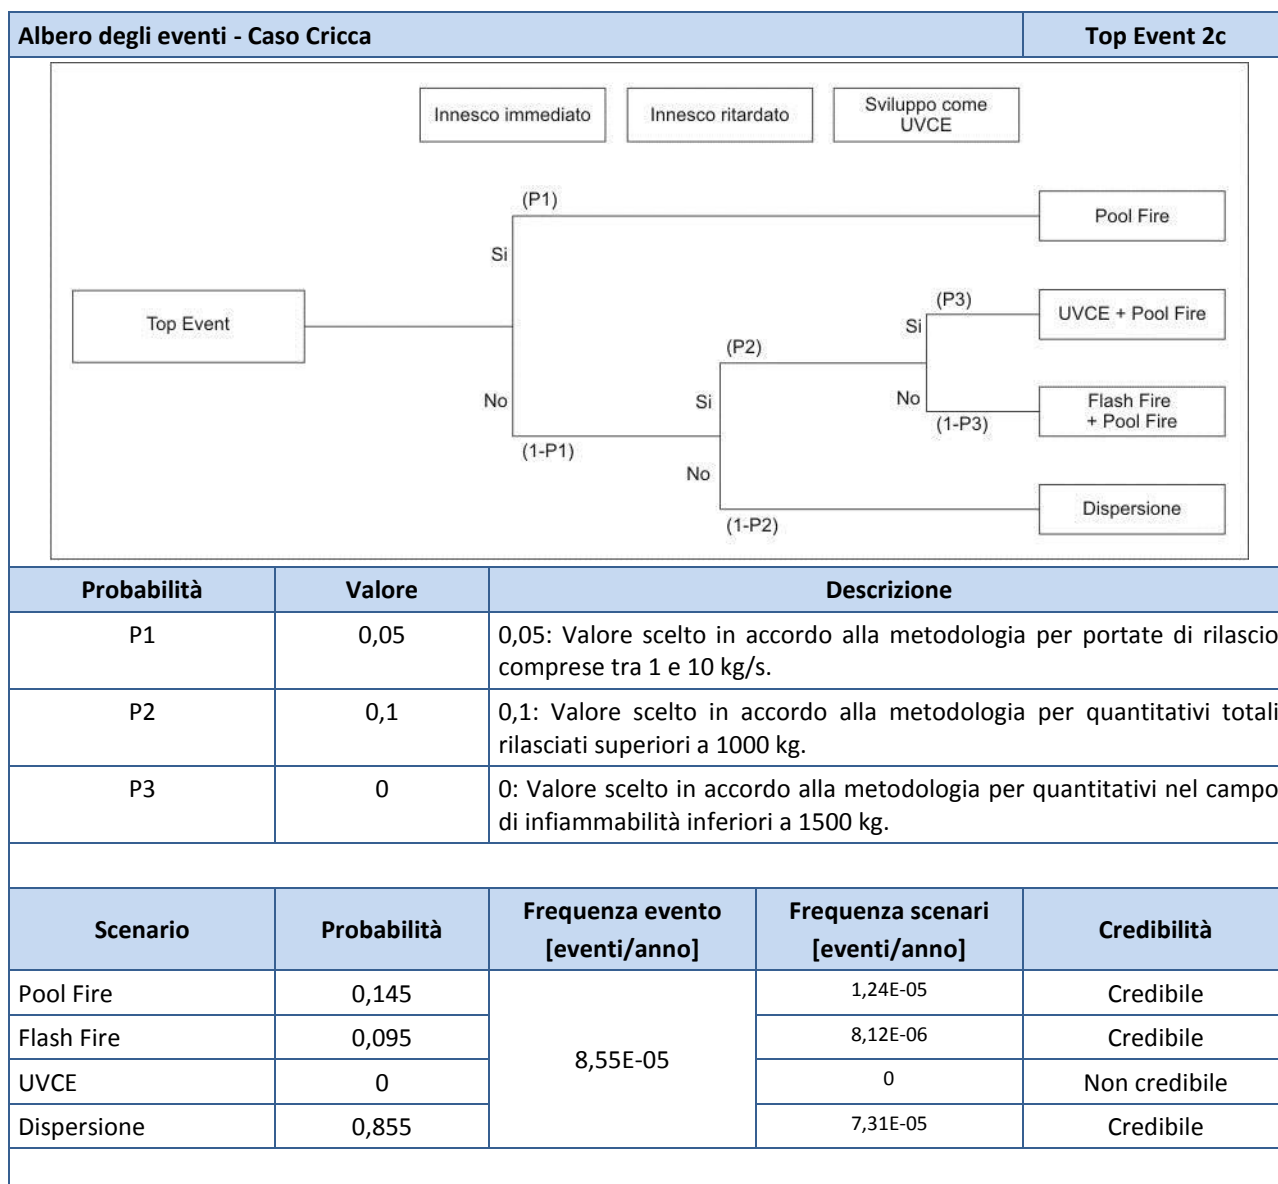 Albero degli eventi - Caso Cricca
Top Event 2c
Innesco immediato
Innesco ritardato
Sviluppo come
UVCE
(P1)
Si
Pool Fire
Top Event
(P3)
Si
UVCE + Pool Fire
(P2)
No
Si
No
Flash Fire
+ Pool Fire
(1-P3)
(1-P1)
No
Dispersione
(1-P2)
Probabilità
Valore
Descrizione
P1
0,05
0,05: Valore scelto in accordo alla metodologia per portate di rilascio
comprese tra 1 e 10 kg/s.
P2
0,1
0,1: Valore scelto in accordo alla metodologia per quantitativi totali
rilasciati superiori a 1000 kg.
P3
0
0: Valore scelto in accordo alla metodologia per quantitativi nel campo
di infiammabilità inferiori a 1500 kg.
Scenario
Probabilità
Frequenza evento
[eventi/anno]
Frequenza scenari
[eventi/anno]
Credibilità
Pool Fire
0,145
8,55E-05
1,24E-05
Credibile
Flash Fire
0,095
8,12E-06
Credibile
UVCE
0
0
Non credibile
Dispersione
0,855
7,31E-05
Credibile